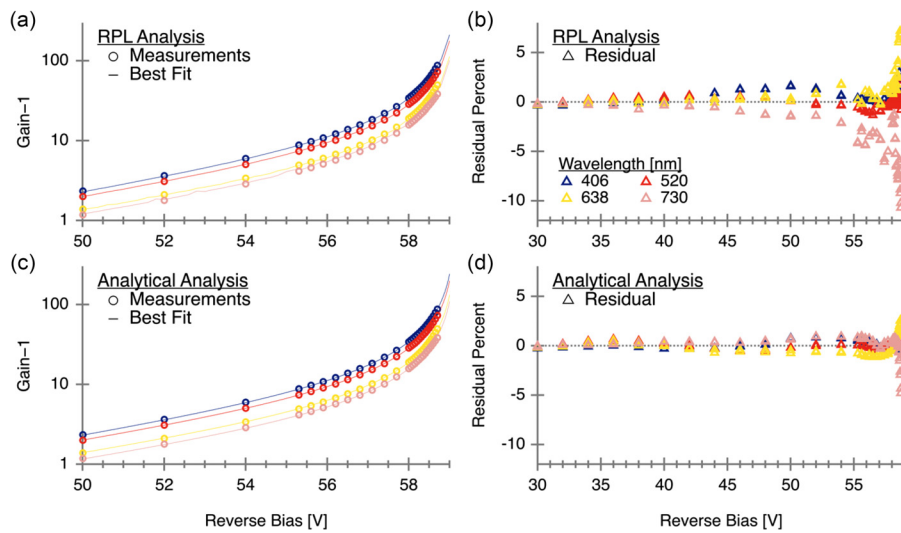 (a)
RPL Analysis
Measurements
Best Fit
Gain−1
100
10
1
50 52 54 56 58
(b)
RPL Analysis
Residual
Residual Percent
5
0
-5
-10
Wavelength [nm]
406 520
638 730
30 35 40 45 50 55
(c)
Analytical Analysis
Measurements
Best Fit
Gain−1
100
10
1
50 52 54 56 58
Reverse Bias [V]
(d)
Analytical Analysis
Residual
Residual Percent
5
0
-5
-10
30 35 40 45 50 55
Reverse Bias [V]